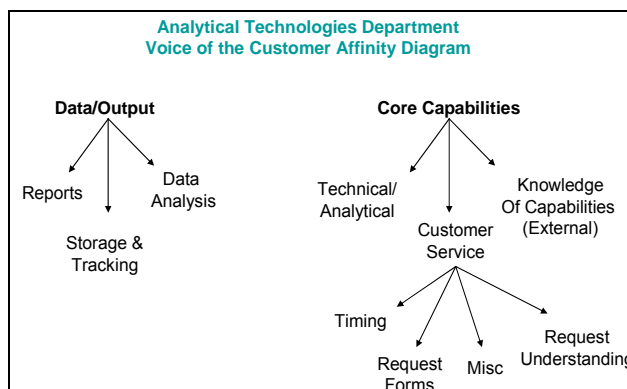 Analytical Technologies Department
Voice of the Customer Affinity Diagram
Data/Output
Core Capabilities
Reports
Data
Analysis
Storage &
Tracking
Technical/
Analytical
Customer
Service
Knowledge
Of Capabilities
(External)
Timing
Request
Forms
Misc
Request
Understanding